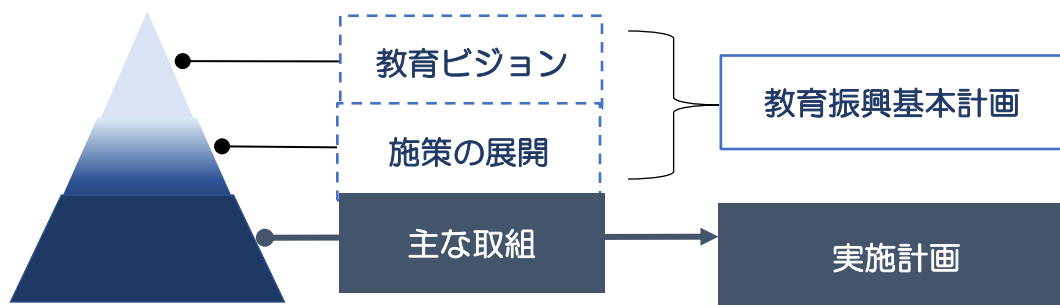 教育ビジョン
施策の展開
教育振興基本計画
主な取組
実施計画